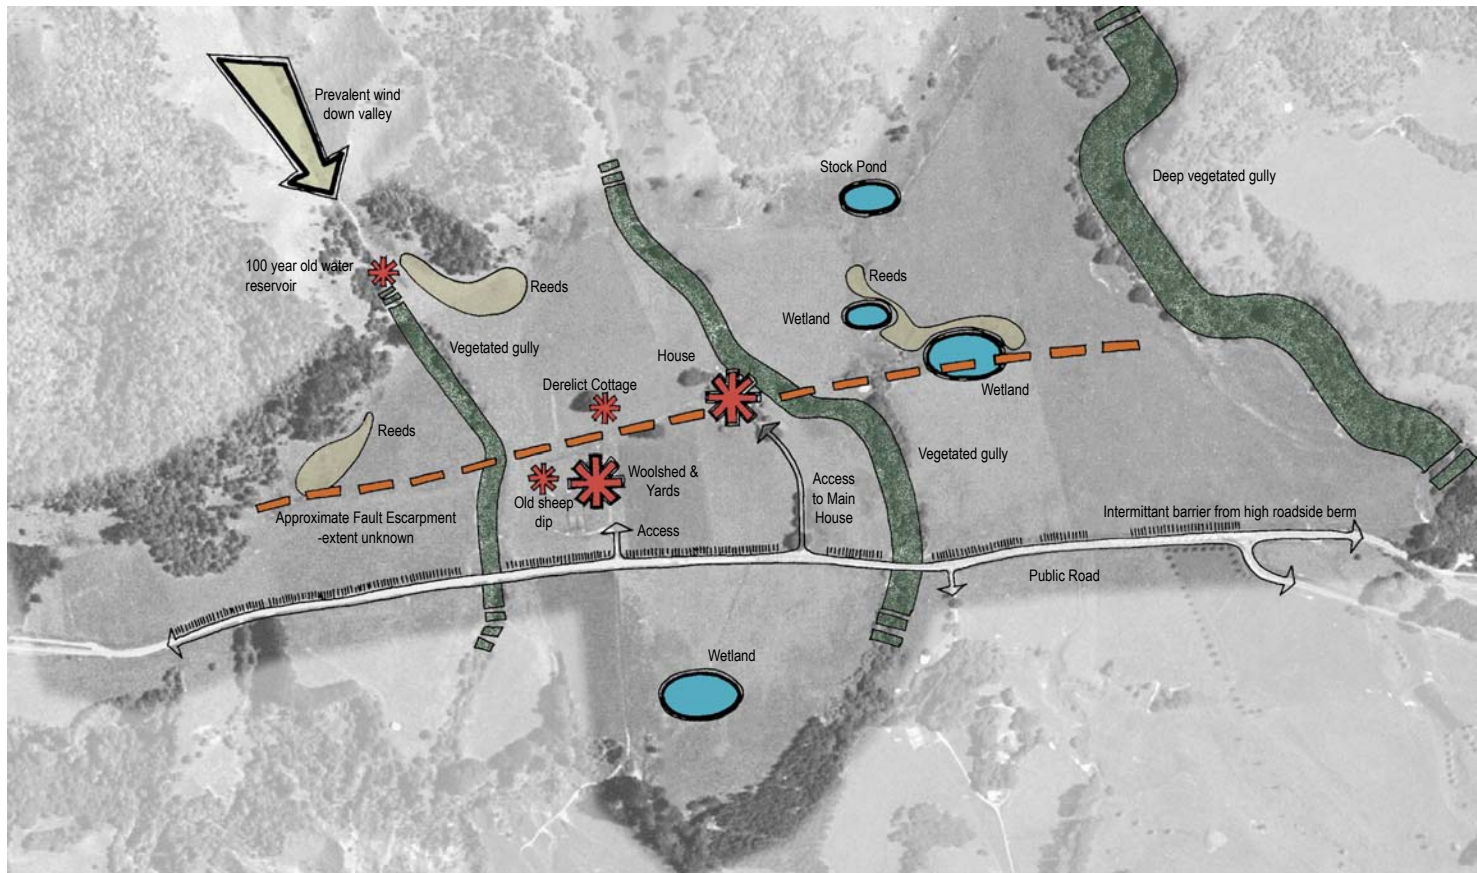 Prevalent wind
down valley
Stock Pond
Deep vegetated gully
100 year old water
reservoir
Reeds
Reeds
Wetland
Vegetated gully
House
Derelict Cottage
Wetland
Reeds
Vegetated gully
Woolshed &
Yards
Old sheep
dip
Access
to Main
House
Approximate Fault Escarpment
-extent unknown
Access
Intermittant barrier from high roadside berm
Public Road
Wetland